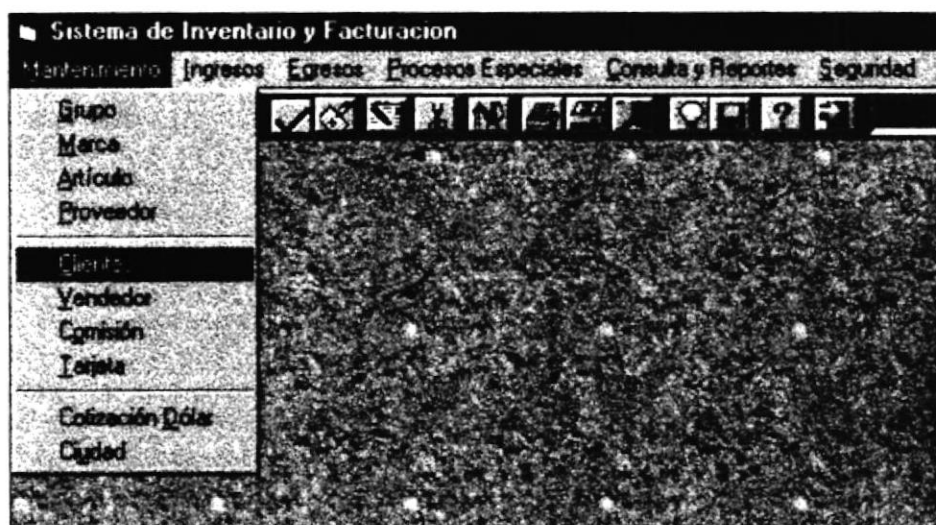 Sistema de Inventario y Facturacion
Mantenimiento Ingresos Egresos Procesos Especiales Consulta y Reportes Seguridad
Grupo
Marca
Artículo
Proveedor
Cliente
Vendedor
Comisión
Tarjeta
Cotización Dólar
Ciudad